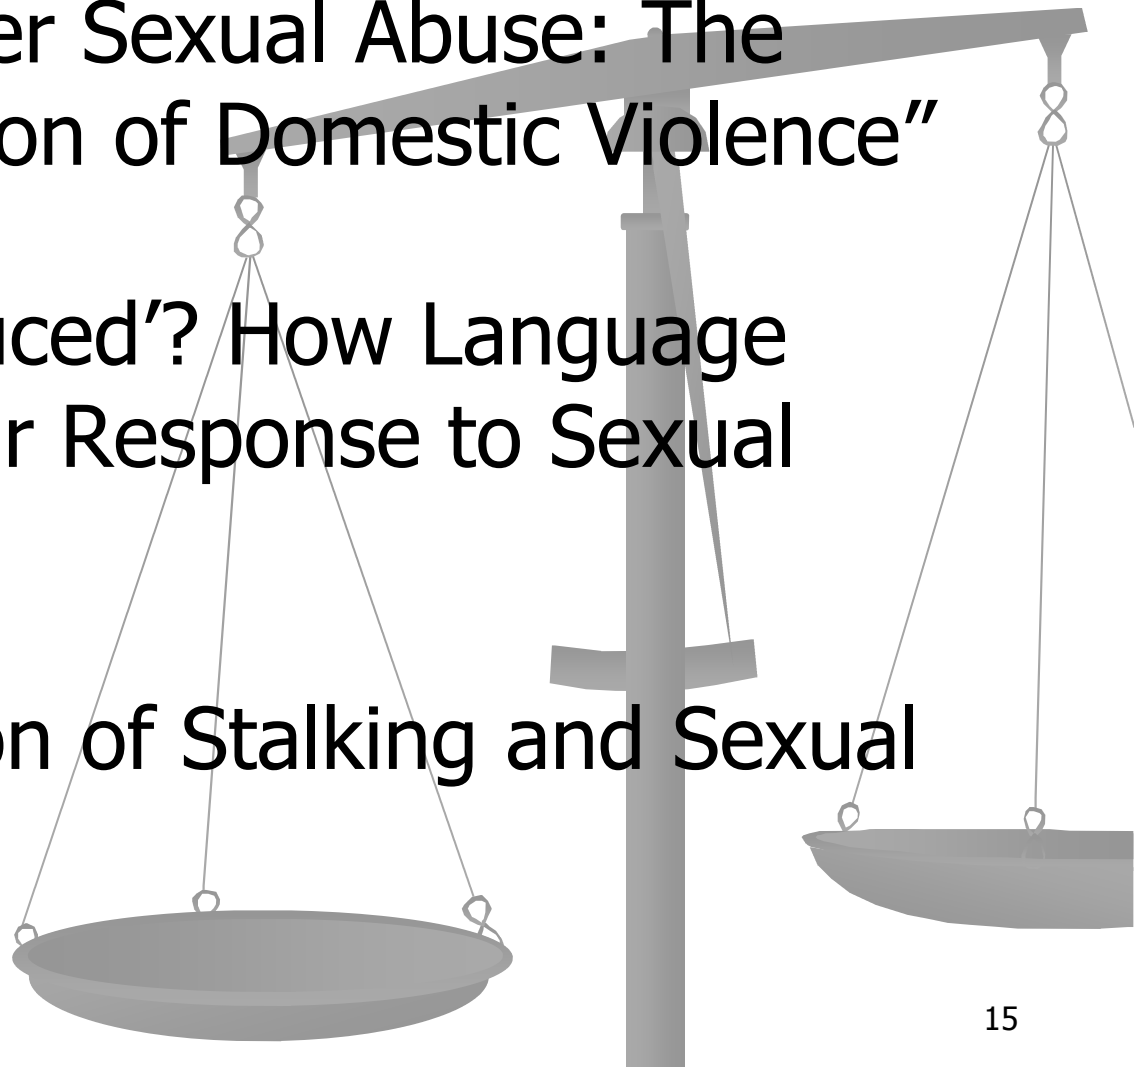 er Sexual Abuse: The
on of Domestic Violence”
uced’? How Language
r Response to Sexual
on of Stalking and Sexual
15